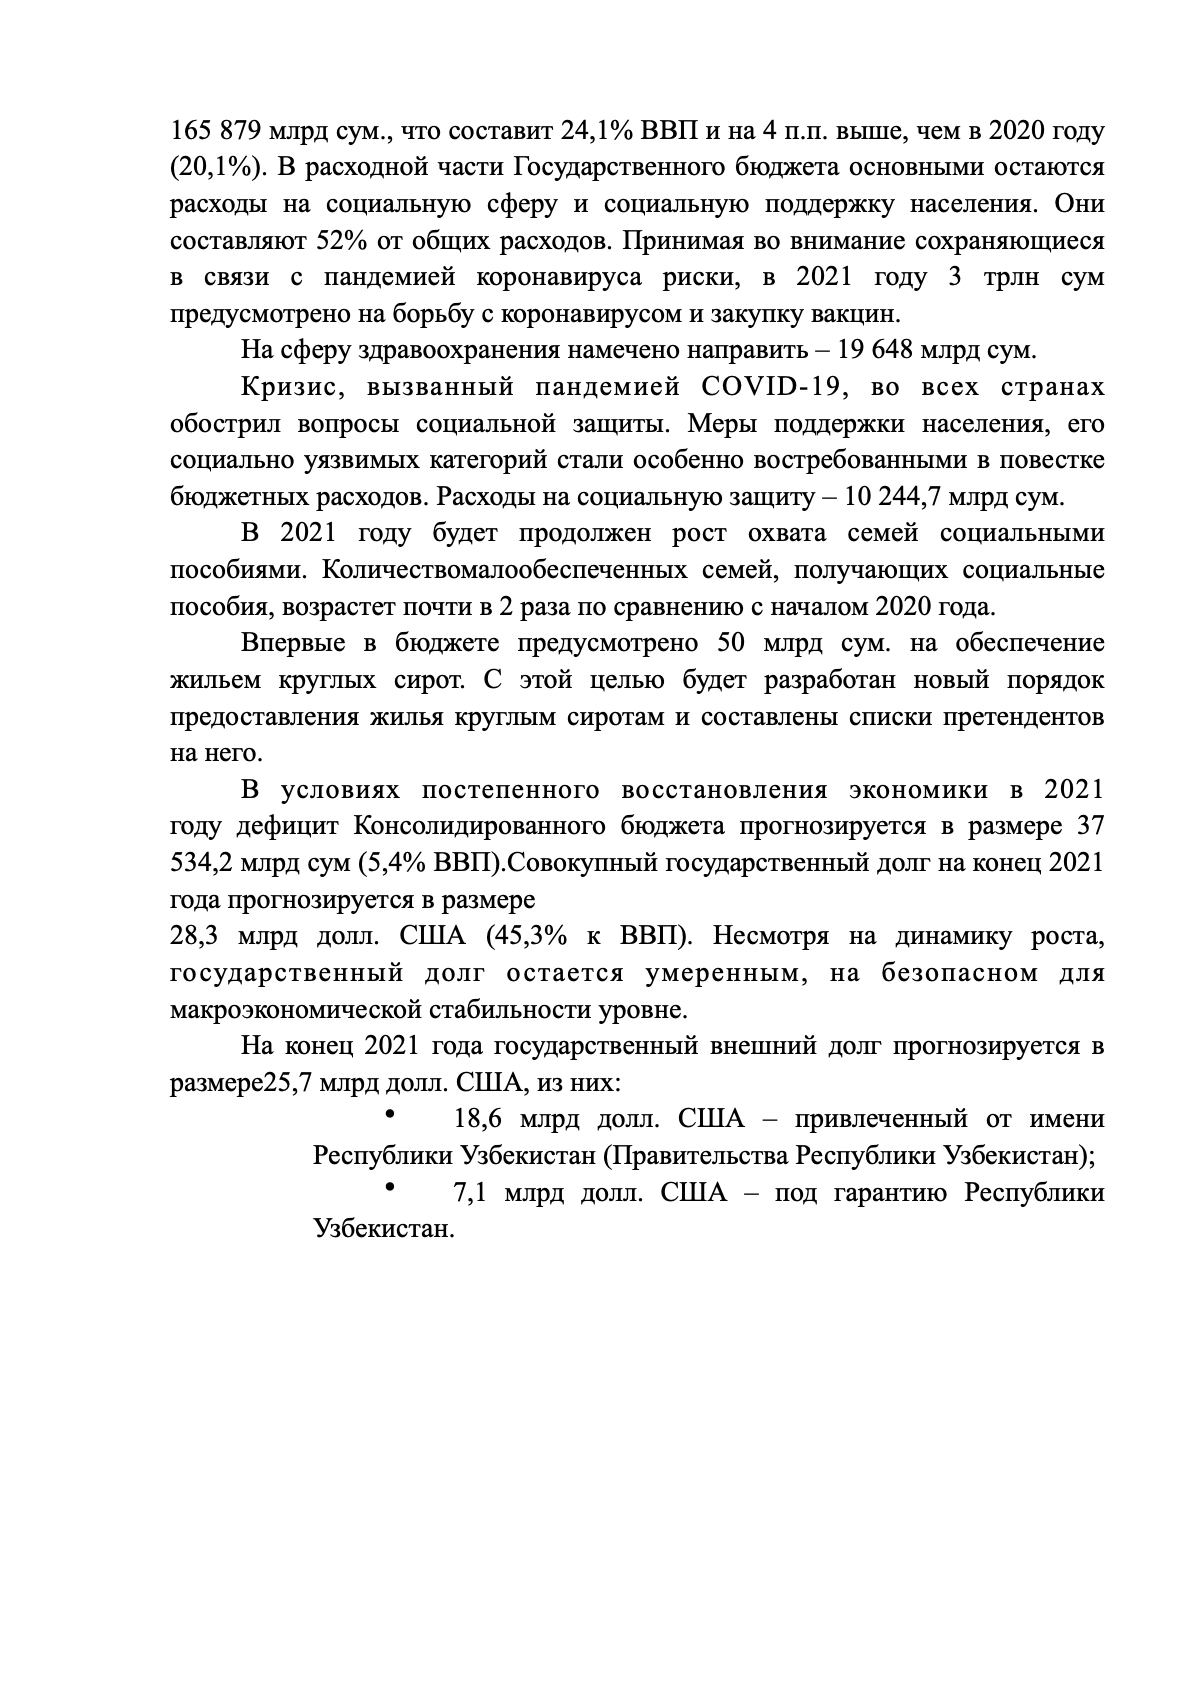 165 879 млрд сум., что составит 24,1% ВВП и на 4 п.п. выше, чем в 2020 году
(20,1%). В расходной части Государственного бюджета основными остаются
расходы на социальную сферу и социальную поддержку населения. Они
составляют 52% от общих расходов. Принимая во внимание сохраняющиеся
в связи с пандемией коронавируса риски, в 2021 году 3 трлн сум
предусмотрено на борьбу с коронавирусом и закупку вакцин.
На сферу здравоохранения намечено направить – 19 648 млрд сум.
Кризис, вызванный пандемией COVID-19, во всех странах
обострил вопросы социальной защиты. Меры поддержки населения, его
социально уязвимых категорий стали особенно востребованными в повестке
бюджетных расходов. Расходы на социальную защиту – 10 244,7 млрд сум.
В 2021 году будет продолжен рост охвата семей социальными
пособиями. Количествомалообеспеченных семей, получающих социальные
пособия, возрастет почти в 2 раза по сравнению с началом 2020 года.
Впервые в бюджете предусмотрено 50 млрд сум. на обеспечение
жильем круглых сирот. С этой целью будет разработан новый порядок
предоставления жилья круглым сиротам и составлены списки претендентов
на него.
В условиях постепенного восстановления экономики в 2021
году дефицит Консолидированного бюджета прогнозируется в размере 37
534,2 млрд сум (5,4% ВВП).Совокупный государственный долг на конец 2021
года прогнозируется в размере
28,3 млрд долл. США (45,3% к ВВП). Несмотря на динамику роста,
государственный долг остается умеренным, на безопасном для
макроэкономической стабильности уровне.
На конец 2021 года государственный внешний долг прогнозируется в
размере25,7 млрд долл. США, из них:
• 18,6 млрд долл. США – привлеченный от имени
Республики Узбекистан (Правительства Республики Узбекистан);
• 7,1 млрд долл. США – под гарантию Республики
Узбекистан.